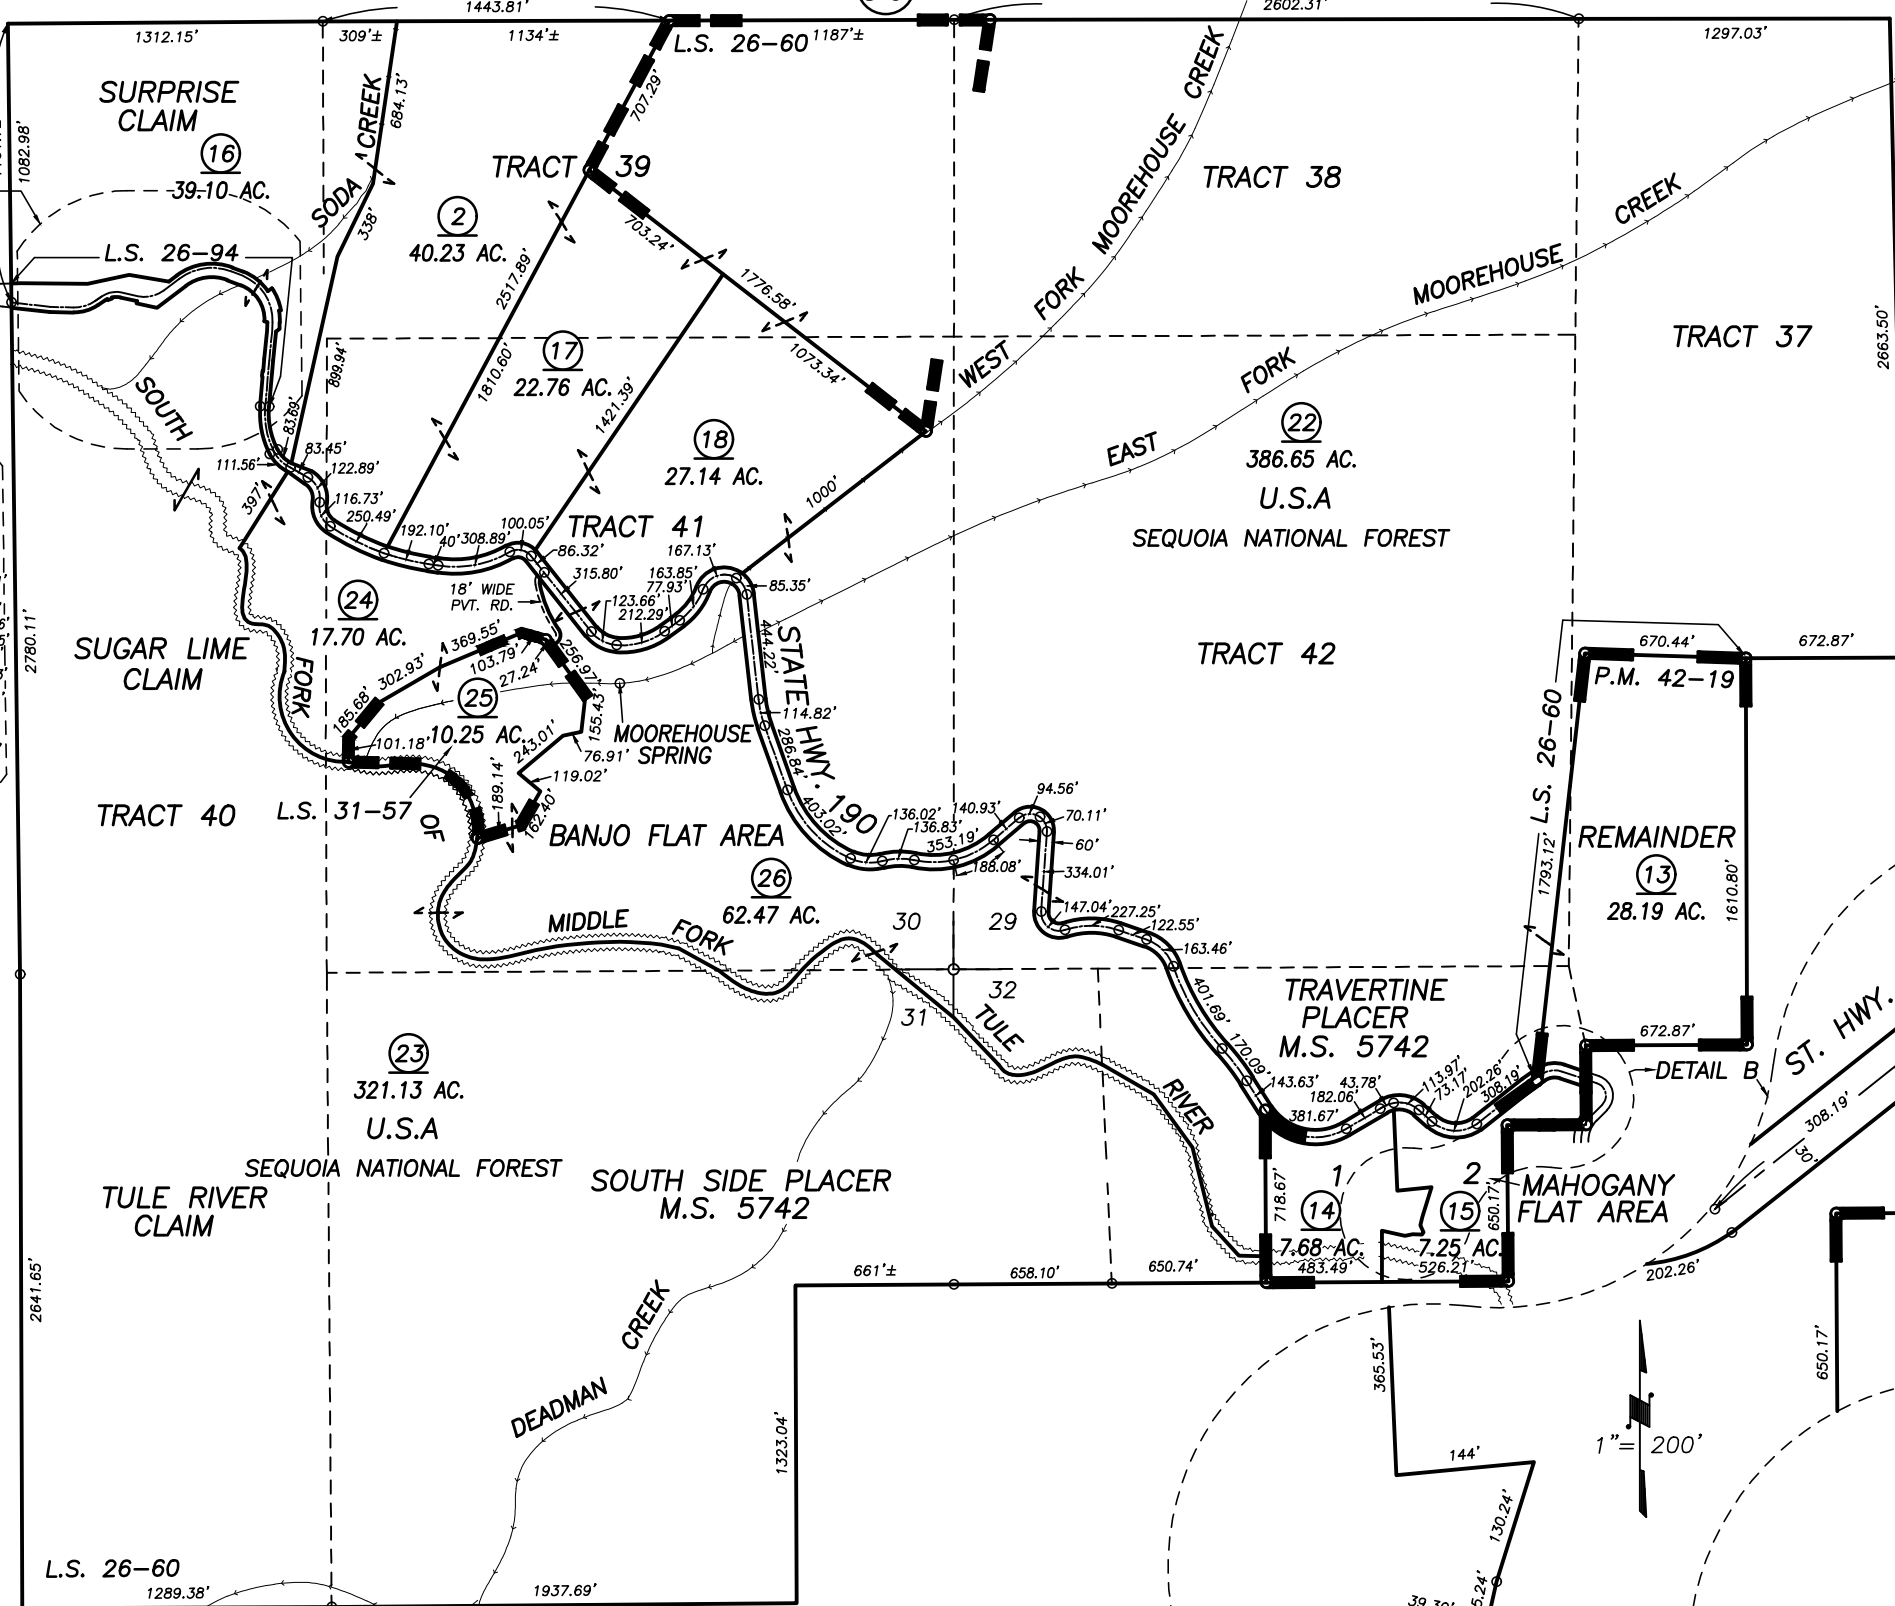 1443.81'
2602.31'
1312.15'
309'±
1134'±
L.S. 26-60
1187'±
1297.03'
SURPRISE
CLAIM
16
39.10 AC.
1082.98'
SODA CREEK
684.13'
338'
707.29'
TRACT 39
2
40.23 AC.
703.24'
1776.58'
1073.34'
2517.89'
1810.60'
1421.39'
899.94'
17
22.76 AC.
18
27.14 AC.
1000'
TRACT 41
WEST FORK MOOREHOUSE CREEK
TRACT 38
EAST FORK MOOREHOUSE CREEK
TRACT 37
2663.50'
22
386.65 AC.
U.S.A
SEQUOIA NATIONAL FOREST
TRACT 42
L.S. 26-94
SOUTH
FORK
OF
83.69'
83.45'
111.56'
122.89'
397'
116.73'
250.49'
192.10'
40'
308.89'
100.05'
86.32'
315.80'
123.66'
212.29'
77.93'
163.85'
167.13'
85.35'
18' WIDE
PVT. RD.
24
17.70 AC.
SUGAR LIME
CLAIM
2780.11'
369.55'
302.93'
185.68'
103.79'
27.24'
256.97'
155.43'
25
10.25 AC.
101.18'
243.01'
76.91'
119.02'
189.14'
162.40'
MOOREHOUSE
SPRING
L.S. 31-57
TRACT 40
BANJO FLAT AREA
26
62.47 AC.
STATE HWY. 190
444.22'
114.82'
286.84'
403.02'
136.02'
136.83'
353.19'
140.93'
94.56'
70.11'
60'
188.08'
334.01'
147.04'
227.25'
122.55'
163.46'
401.69'
170.09'
143.63'
381.67'
182.06'
43.78'
113.97'
73.17'
202.26'
308.19'
30
29
31
32
MIDDLE
FORK
TULE
RIVER
670.44'
672.87'
P.M. 42-19
L.S. 26-60
1793.12'
REMAINDER
13
28.19 AC.
1610.80'
672.87'
DETAIL B
ST. HWY.
308.19'
30'
202.26'
TRAVERTINE
PLACER
M.S. 5742
23
321.13 AC.
U.S.A
SEQUOIA NATIONAL FOREST
TULE RIVER
CLAIM
SOUTH SIDE PLACER
M.S. 5742
1
14
7.68 AC.
718.67'
483.49'
2
15
7.25 AC.
650.17'
526.21'
MAHOGANY
FLAT AREA
661'±
658.10'
650.74'
2641.65'
DEADMAN CREEK
1323.04'
365.53'
144'
130.24'
650.17'
1"= 200'
L.S. 26-60
1289.38'
1937.69'